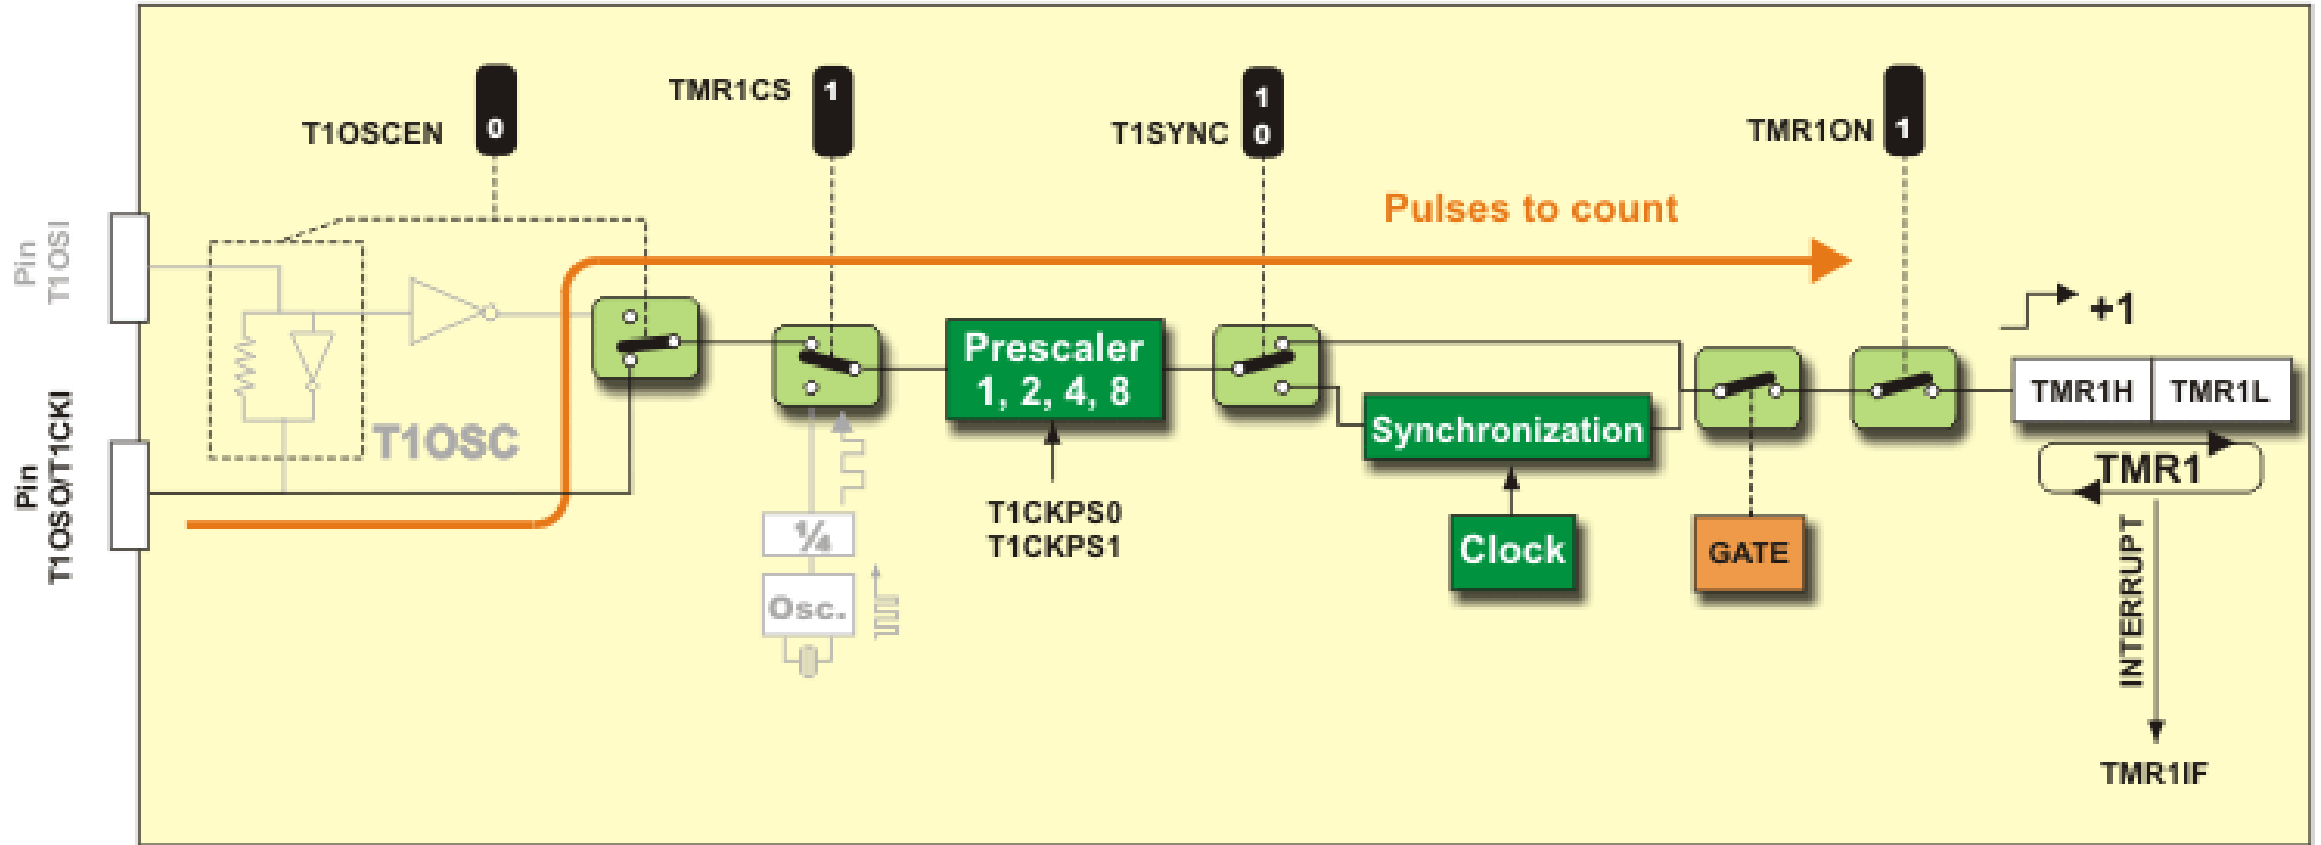 TMR1CS
1
1
T1OSCEN
0
T1SYNC
0
TMR1ON
1
Pulses to count
Pin
T1OSI
+1
Prescaler
1, 2, 4, 8
TMR1H
TMR1L
Pin
T1OSO/T1CKI
T1OSC
Synchronization
TMR1
T1CKPS0
T1CKPS1
¼
Clock
GATE
Osc.
INTERRUPT
TMR1IF